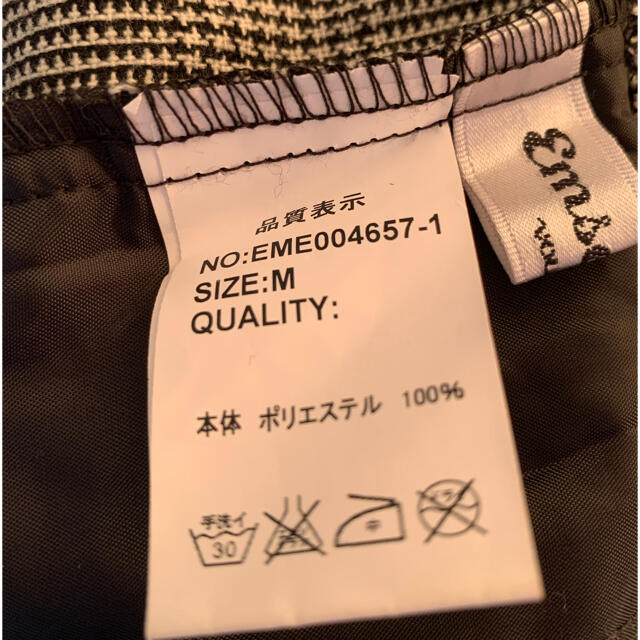 品質表示
NO:EME004657-1
SIZE:M
QUALITY:
本体 ポリエステル 100%
手洗イ
30
中